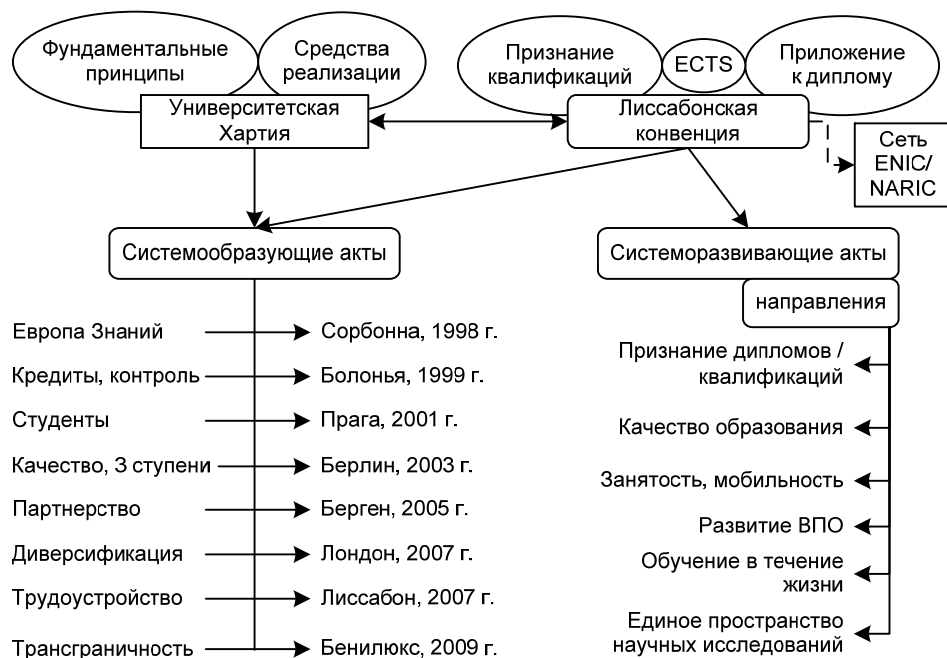 Фундаментальные
принципы
Средства
реализации
Признание
квалификаций
ECTS
Приложение
к диплому
Университетская
Хартия
Лиссабонская
конвенция
Сеть
ENIC/
NARIC
Системообразующие акты
Системоразвивающие акты
направления
Европа Знаний
Сорбонна, 1998 г.
Кредиты, контроль
Болонья, 1999 г.
Студенты
Прага, 2001 г.
Качество, 3 ступени
Берлин, 2003 г.
Партнерство
Берген, 2005 г.
Диверсификация
Лондон, 2007 г.
Трудоустройство
Лиссабон, 2007 г.
Трансграничность
Бенилюкс, 2009 г.
Признание дипломов /
квалификаций
Качество образования
Занятость, мобильность
Развитие ВПО
Обучение в течение
жизни
Единое пространство
научных исследований